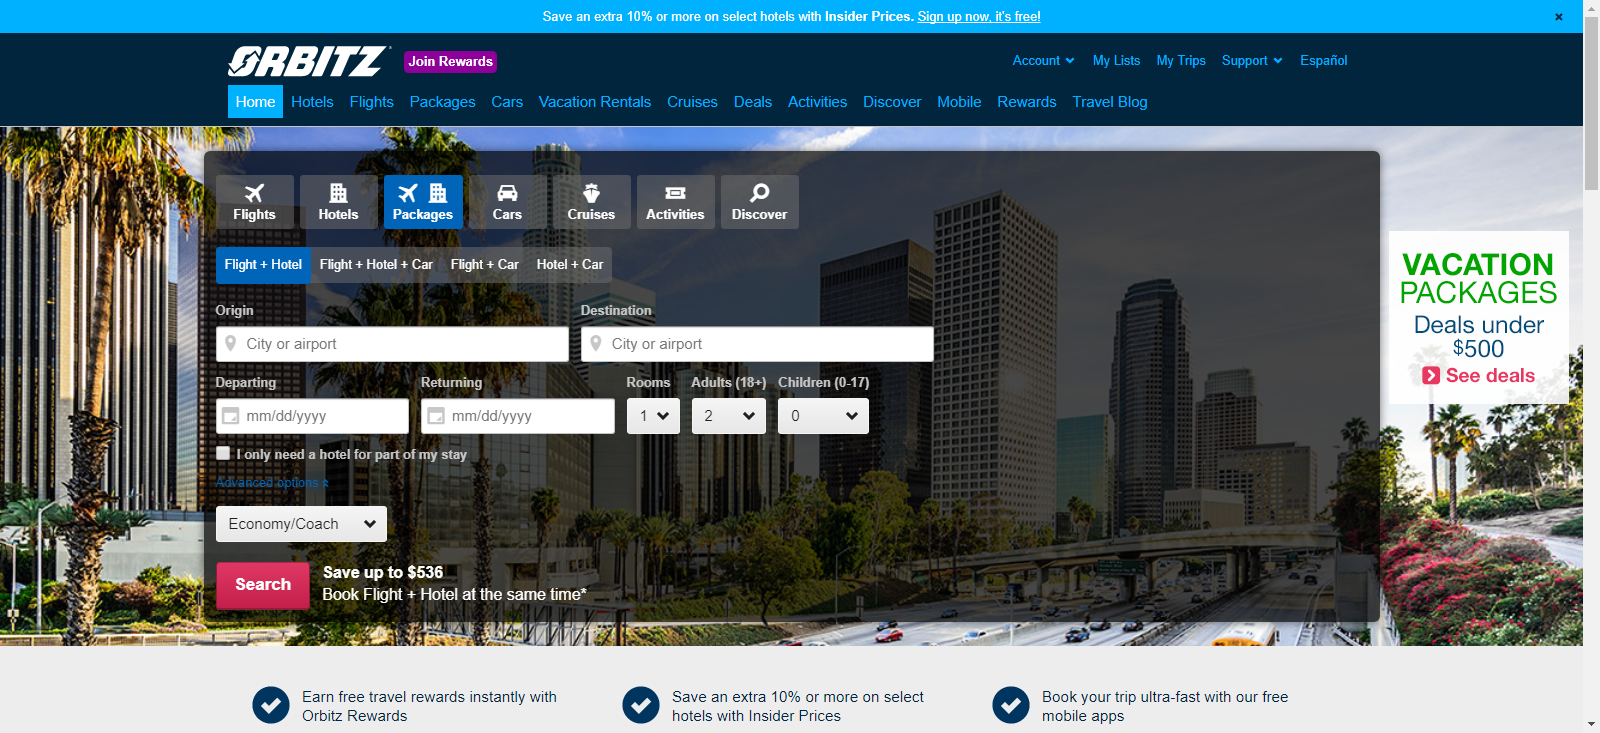 Save an extra 10% or more on select hotels with Insider Prices. Sign up now, it's free! ×
ORBITZ Join Rewards
Account My Lists My Trips Support Español
Home Hotels Flights Packages Cars Vacation Rentals Cruises Deals Activities Discover Mobile Rewards Travel Blog
Flights Hotels Packages Cars Cruises Activities Discover
Flight + Hotel Flight + Hotel + Car Flight + Car Hotel + Car
Origin Destination
City or airport City or airport
Departing Returning Rooms Adults (18+) Children (0-17)
mm/dd/yyyy mm/dd/yyyy 1 2 0
I only need a hotel for part of my stay
Advanced options
Economy/Coach
Search
Save up to $536
Book Flight + Hotel at the same time*
VACATION
PACKAGES
Deals under
$500
See deals
Earn free travel rewards instantly with
Orbitz Rewards
Save an extra 10% or more on select
hotels with Insider Prices
Book your trip ultra-fast with our free
mobile apps